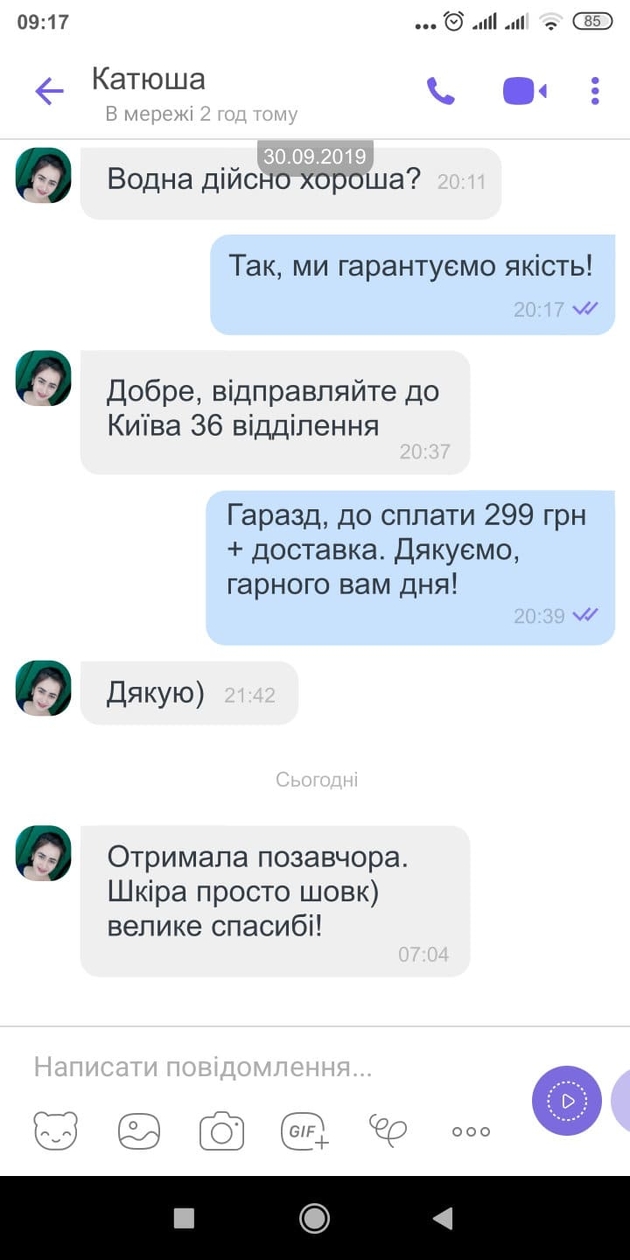 09:17
85
Катюша
В мережі 2 год тому
30.09.2019
Водна дійсно хороша? 20:11
Так, ми гарантуємо якість!
20:17
Добре, відправляйте до
Київа 36 відділення
20:37
Гаразд, до сплати 299 грн
+ доставка. Дякуємо,
гарного вам дня!
20:39
Дякую) 21:42
Сьогодні
Отримала позавчора.
Шкіра просто шовк)
велике спасибі!
07:04
Написати повідомлення...
GIF